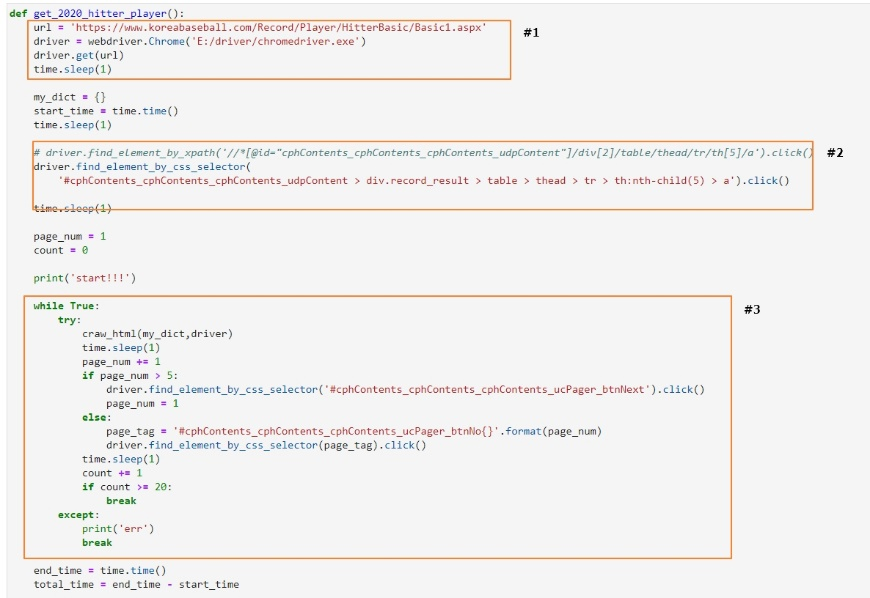 def get_2020_hitter_player():
    url = 'https://www.koreabaseball.com/Record/Player/HitterBasic/Basic1.aspx'
    driver = webdriver.Chrome('E:/driver/chromedriver.exe')
    driver.get(url)
    time.sleep(1)
#1
    my_dict = {}
    start_time = time.time()
    time.sleep(1)
    # driver.find_element_by_xpath('//*[@id="cphContents_cphContents_cphContents_udpContent"]/div[2]/table/thead/tr/th[5]/a').click()
#2
    driver.find_element_by_css_selector(
        '#cphContents_cphContents_cphContents_udpContent > div.record_result > table > thead > tr > th:nth-child(5) > a').click()
    time.sleep(1)
    page_num = 1
    count = 0
    print('start!!!')
    while True:
#3
        try:
            craw_html(my_dict,driver)
            time.sleep(1)
            page_num += 1
            if page_num > 5:
                driver.find_element_by_css_selector('#cphContents_cphContents_cphContents_ucPager_btnNext').click()
                page_num = 1
            else:
                page_tag = '#cphContents_cphContents_cphContents_ucPager_btnNo{}'.format(page_num)
                driver.find_element_by_css_selector(page_tag).click()
            time.sleep(1)
            count += 1
            if count >= 20:
                break
        except:
            print('err')
            break
    end_time = time.time()
    total_time = end_time - start_time